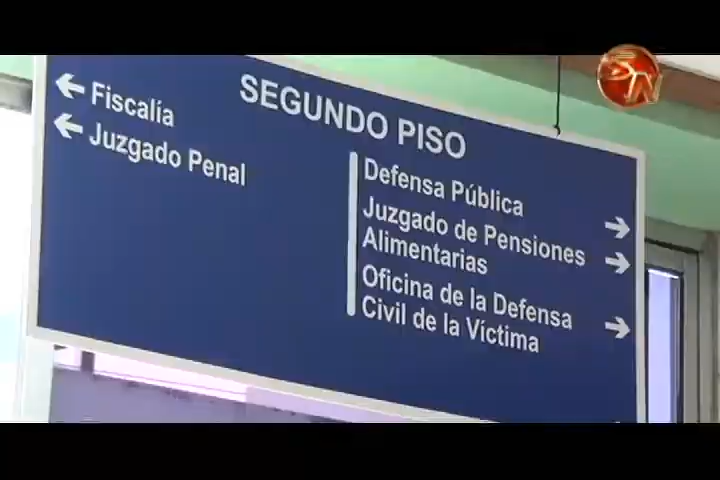 SEGUNDO PISO
Fiscalía
Juzgado Penal
Defensa Pública
Juzgado de Pensiones
Alimentarias
Oficina de la Defensa
Civil de la Víctima